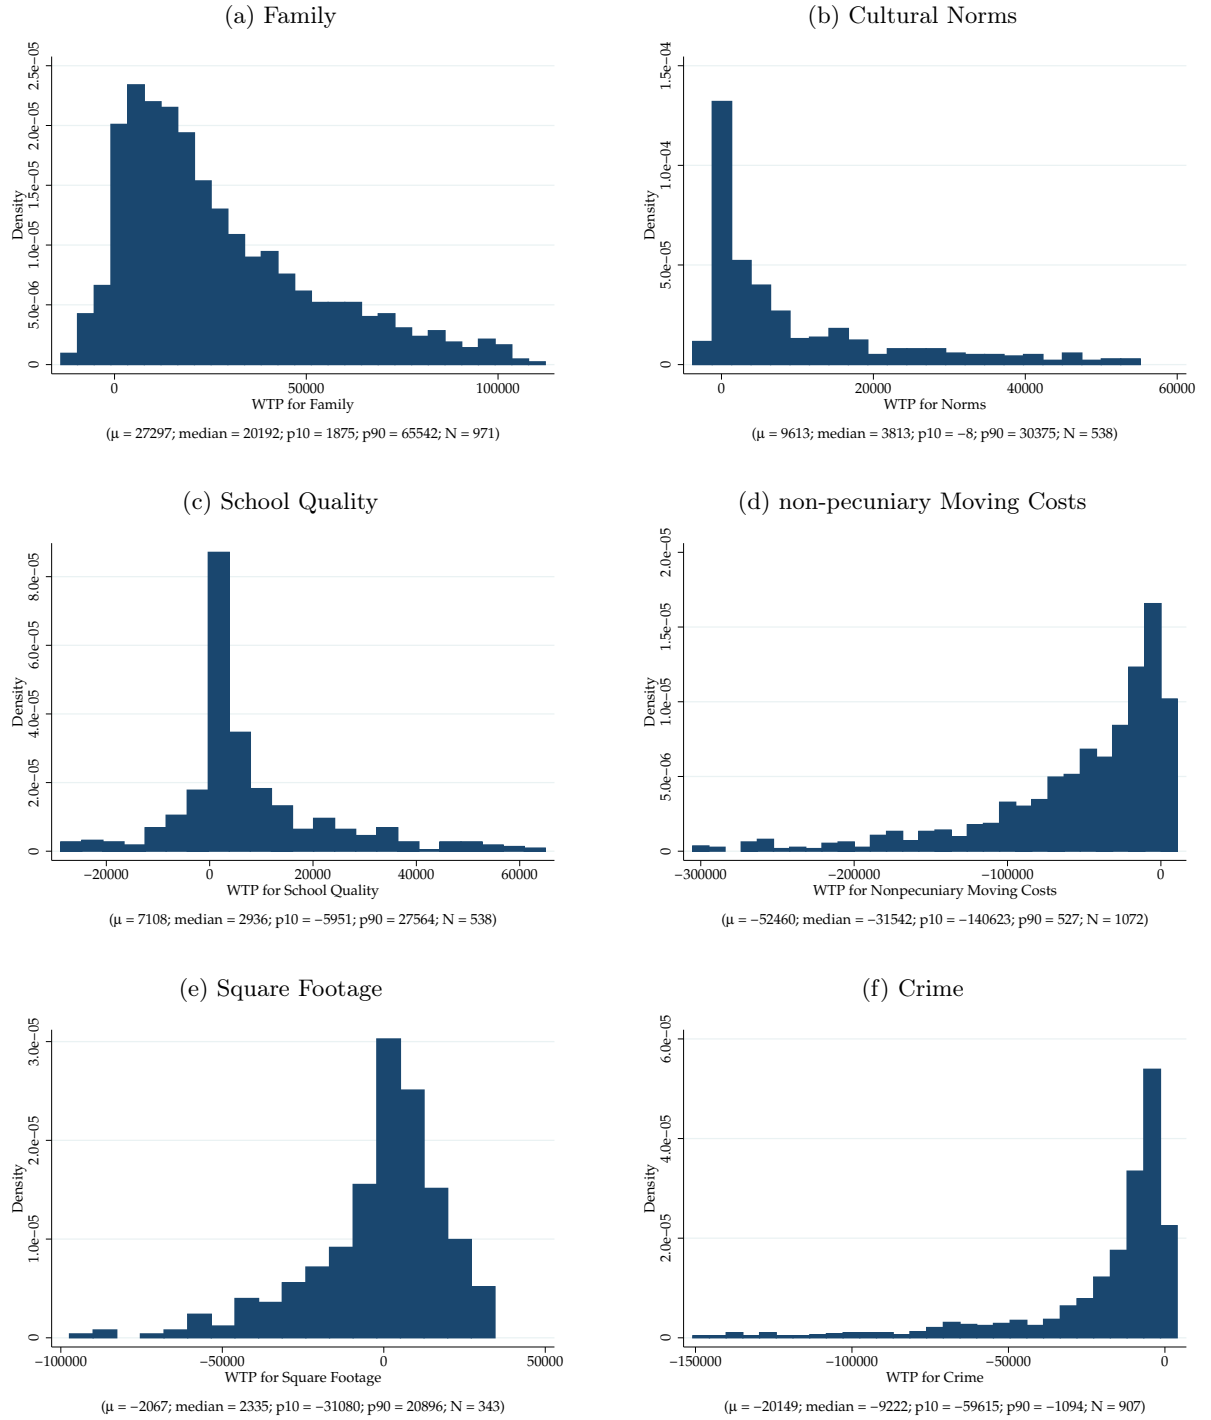 (a) Family
2.5e−05
2.0e−05
1.5e−05
1.0e−05
5.0e−06
0
Density
0 50000 100000
WTP for Family
(μ = 27297; median = 20192; p10 = 1875; p90 = 65542; N = 971)
(b) Cultural Norms
1.5e−04
1.0e−04
5.0e−05
0
Density
0 20000 40000 60000
WTP for Norms
(μ = 9613; median = 3813; p10 = −8; p90 = 30375; N = 538)
(c) School Quality
8.0e−05
6.0e−05
4.0e−05
2.0e−05
0
Density
−20000 0 20000 40000 60000
WTP for School Quality
(μ = 7108; median = 2936; p10 = −5951; p90 = 27564; N = 538)
(d) non-pecuniary Moving Costs
2.0e−05
1.5e−05
1.0e−05
5.0e−06
0
Density
−300000 −200000 −100000 0
WTP for Nonpecuniary Moving Costs
(μ = −52460; median = −31542; p10 = −140623; p90 = 527; N = 1072)
(e) Square Footage
3.0e−05
2.0e−05
1.0e−05
0
Density
−100000 −50000 0 50000
WTP for Square Footage
(μ = −2067; median = 2335; p10 = −31080; p90 = 20896; N = 343)
(f) Crime
6.0e−05
4.0e−05
2.0e−05
0
Density
−150000 −100000 −50000 0
WTP for Crime
(μ = −20149; median = −9222; p10 = −59615; p90 = −1094; N = 907)